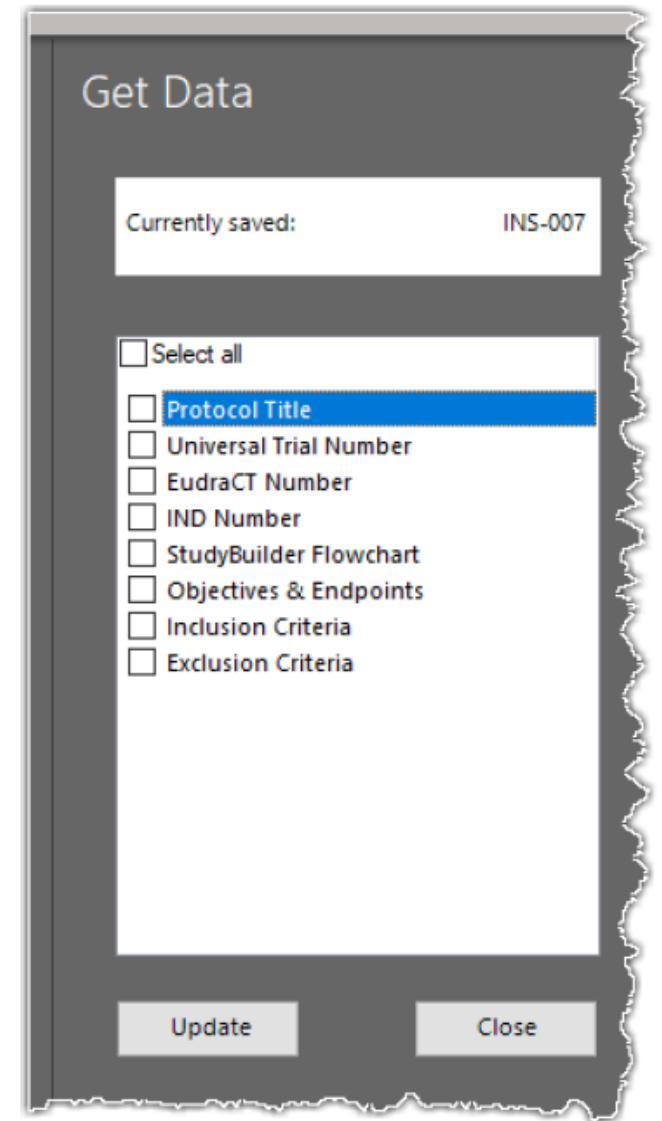 Get Data
Currently saved: INS-007
Select all
Protocol Title
Universal Trial Number
EudraCT Number
IND Number
StudyBuilder Flowchart
Objectives & Endpoints
Inclusion Criteria
Exclusion Criteria
Update Close